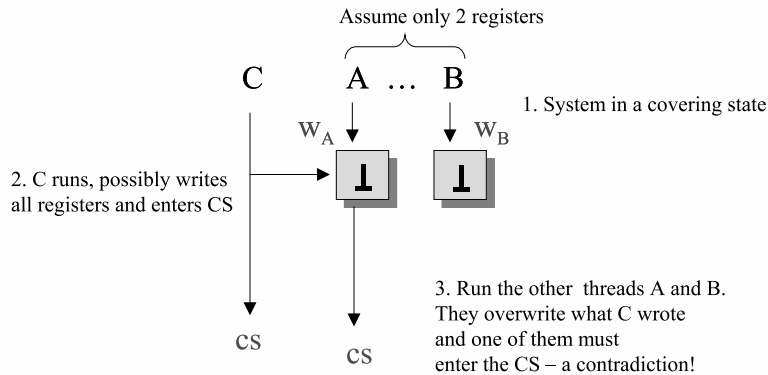 Assume only 2 registers
C A … B
1. System in a covering state
W_A W_B
⊥ ⊥
2. C runs, possibly writes
all registers and enters CS
3. Run the other threads A and B.
They overwrite what C wrote
and one of them must
enter the CS – a contradiction!
cs cs